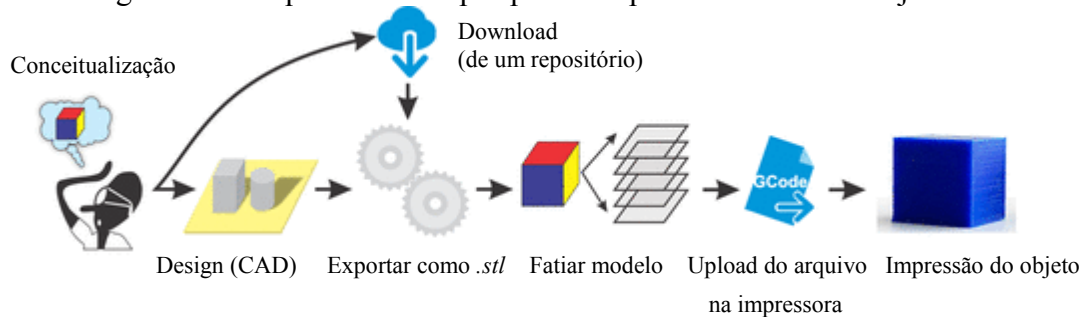 Download
(de um repositório)
Conceitualização
GCode
Design (CAD)
Exportar como .stl
Fatiar modelo
Upload do arquivo
na impressora
Impressão do objeto